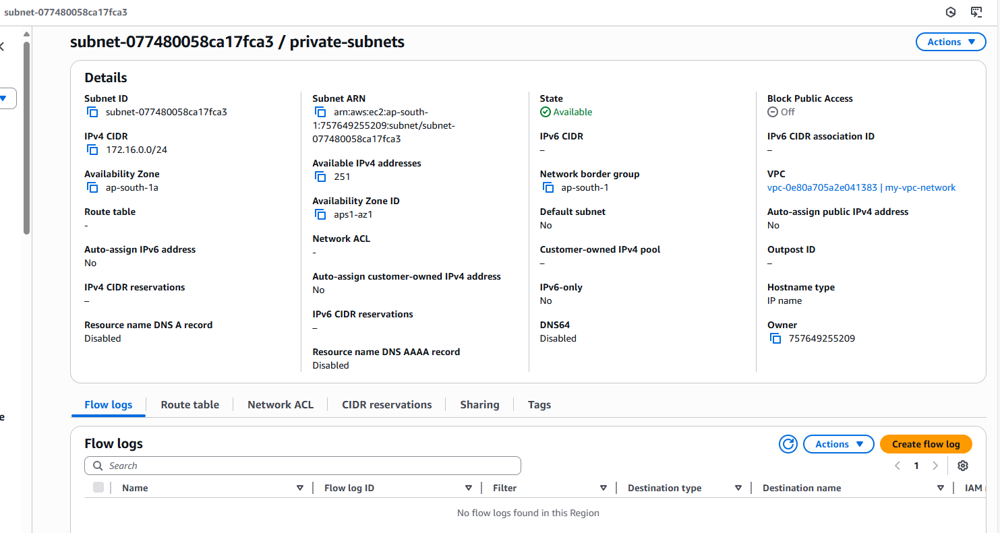 subnet-077480058ca17fca3
subnet-077480058ca17fca3 / private-subnets
Actions
Details
Subnet ID
subnet-077480058ca17fca3
IPv4 CIDR
172.16.0.0/24
Availability Zone
ap-south-1a
Route table
-
Auto-assign IPv6 address
No
IPv4 CIDR reservations
–
Resource name DNS A record
Disabled
Subnet ARN
arn:aws:ec2:ap-south-
1:757649255209:subnet/subnet-
077480058ca17fca3
Available IPv4 addresses
251
Availability Zone ID
aps1-az1
Network ACL
-
Auto-assign customer-owned IPv4 address
No
IPv6 CIDR reservations
–
Resource name DNS AAAA record
Disabled
State
Available
IPv6 CIDR
–
Network border group
ap-south-1
Default subnet
No
Customer-owned IPv4 pool
–
IPv6-only
No
DNS64
Disabled
Block Public Access
Off
IPv6 CIDR association ID
–
VPC
vpc-0e80a705a2e041383 | my-vpc-network
Auto-assign public IPv4 address
No
Outpost ID
–
Hostname type
IP name
Owner
757649255209
e
Flow logs Route table Network ACL CIDR reservations Sharing Tags
Flow logs
Actions Create flow log
Search
1
Name Flow log ID Filter Destination type Destination name IAM
No flow logs found in this Region